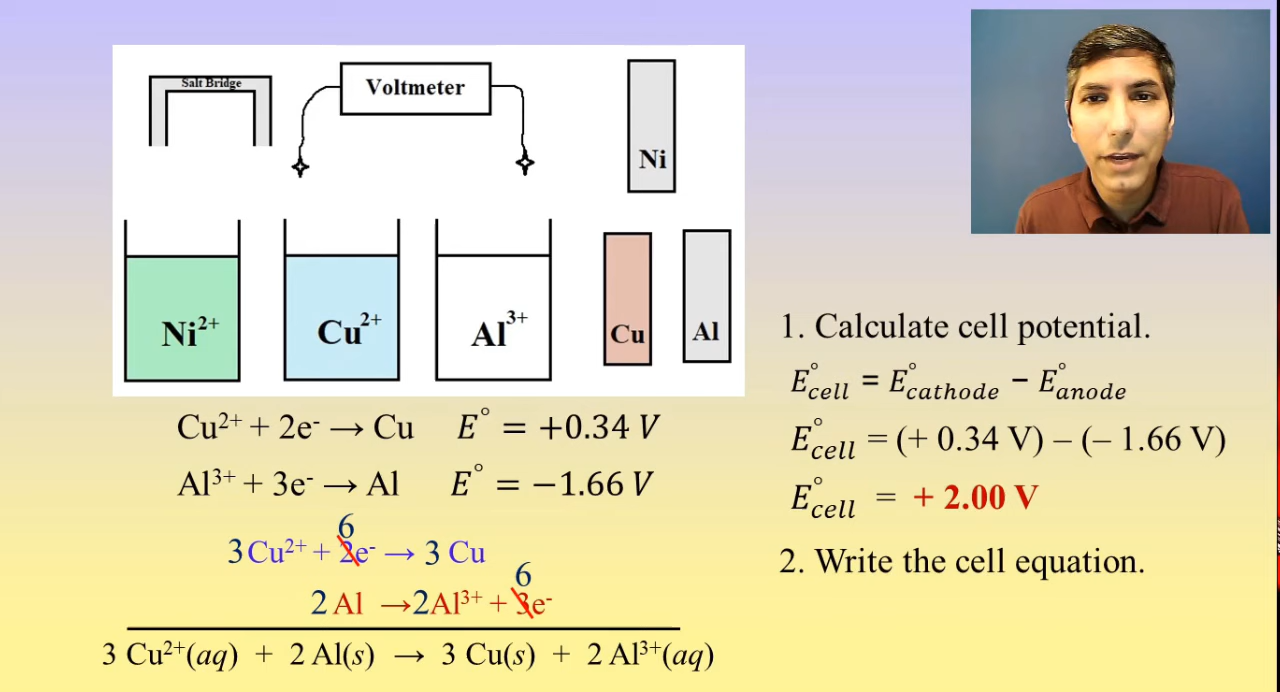 Salt Bridge
Voltmeter
Ni
Ni²⁺
Cu²⁺
Al³⁺
Cu
Al
Cu²⁺ + 2e⁻ → Cu E° = +0.34 V
Al³⁺ + 3e⁻ → Al E° = −1.66 V
6
3 Cu²⁺ + 2e⁻ → 3 Cu
6
2 Al → 2Al³⁺ + 3e⁻
3 Cu²⁺(aq) + 2 Al(s) → 3 Cu(s) + 2 Al³⁺(aq)
1. Calculate cell potential.
E°cell = E°cathode − E°anode
E°cell = (+ 0.34 V) – (– 1.66 V)
E°cell = + 2.00 V
2. Write the cell equation.